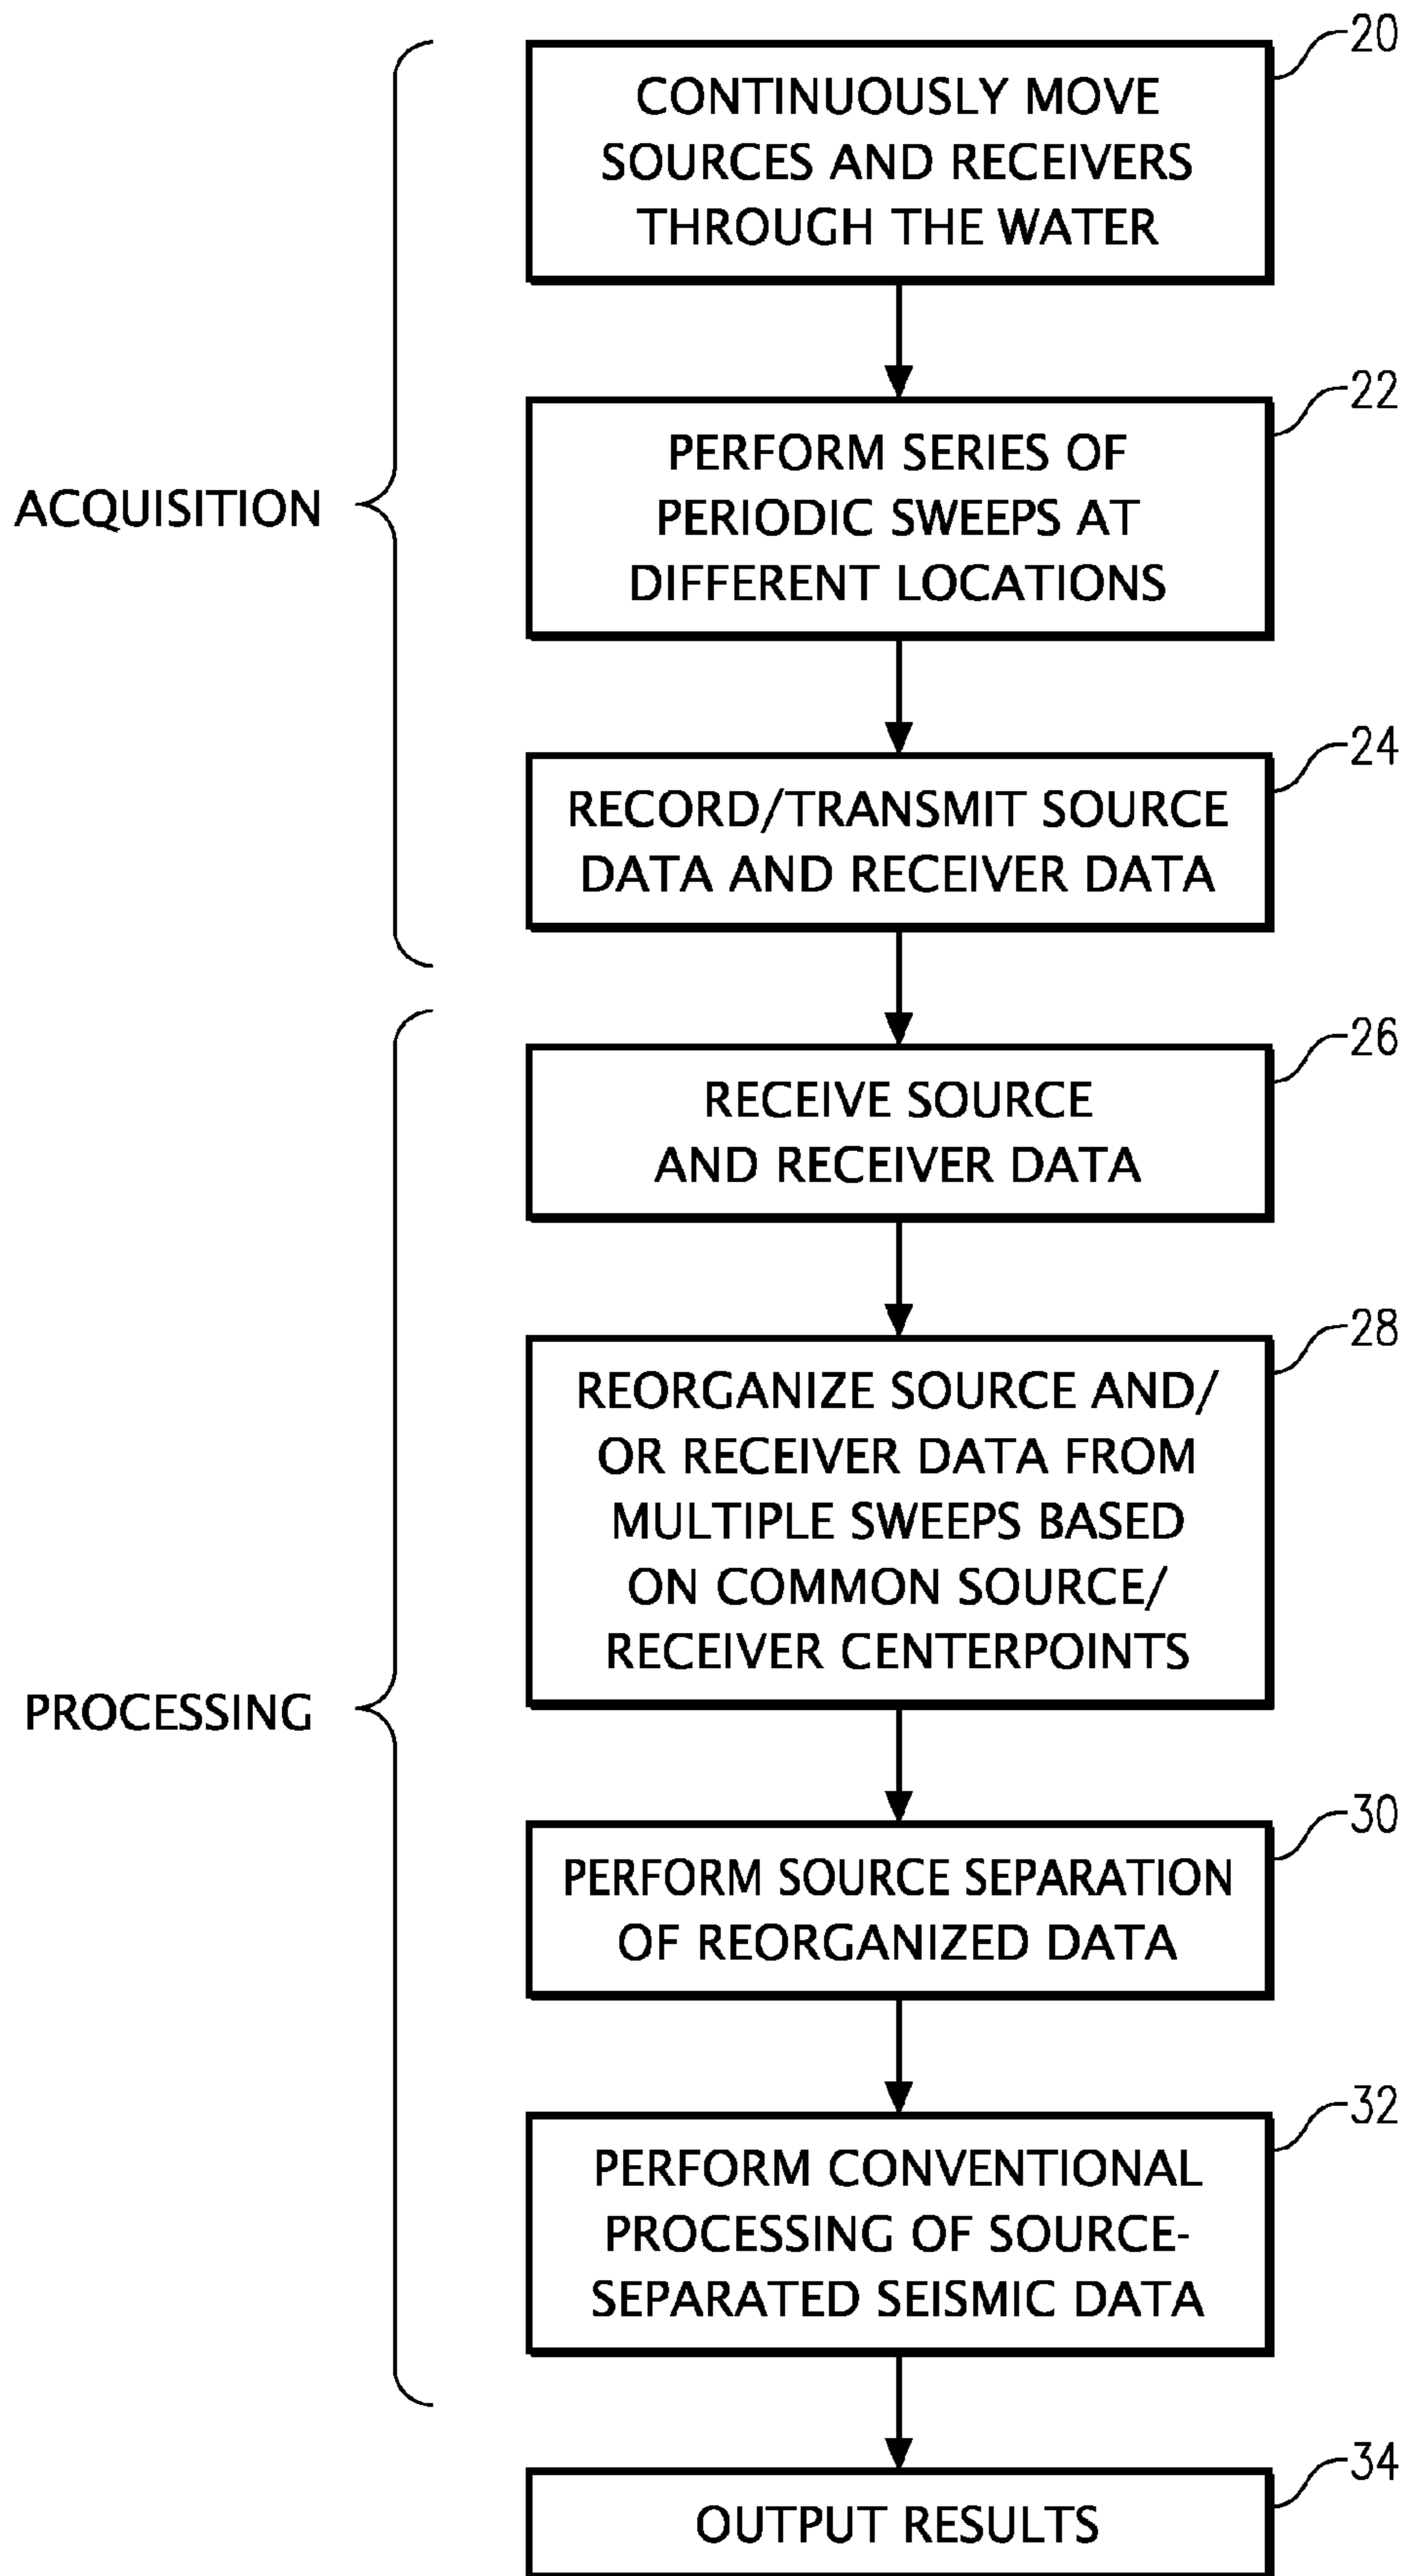 20
CONTINUOUSLY MOVE
SOURCES AND RECEIVERS
THROUGH THE WATER
22
PERFORM SERIES OF
PERIODIC SWEEPS AT
DIFFERENT LOCATIONS
ACQUISITION
24
RECORD/TRANSMIT SOURCE
DATA AND RECEIVER DATA
26
RECEIVE SOURCE
AND RECEIVER DATA
28
REORGANIZE SOURCE AND/
OR RECEIVER DATA FROM
MULTIPLE SWEEPS BASED
ON COMMON SOURCE/
RECEIVER CENTERPOINTS
PROCESSING
30
PERFORM SOURCE SEPARATION
OF REORGANIZED DATA
32
PERFORM CONVENTIONAL
PROCESSING OF SOURCE-
SEPARATED SEISMIC DATA
34
OUTPUT RESULTS